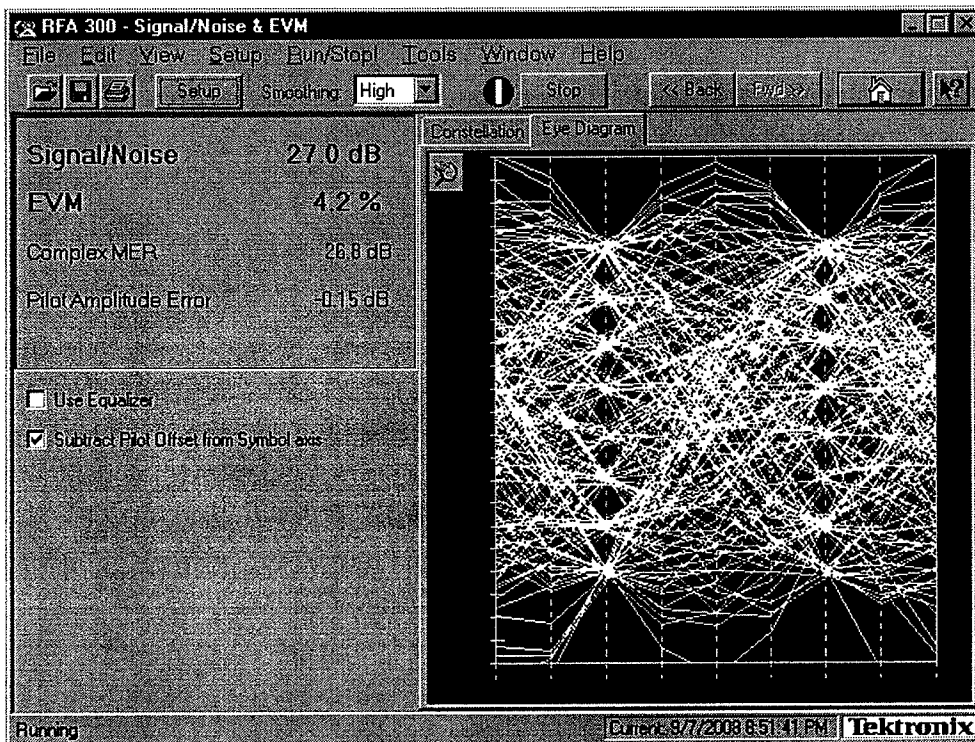 RFA 300 - Signal/Noise & EVM
File Edit View Setup Run/Stop! Tools Window Help
Setup Smoothing: High Stop << Back Fwd >>
Constellation Eye Diagram
Signal/Noise 27.0 dB
EVM 4.2 %
Complex MER 26.8 dB
Pilot Amplitude Error -0.15 dB
Use Equalizer
Subtract Pilot Offset from Symbol axis
Running Current: 8/7/2008 8:51:41 PM Tektronix